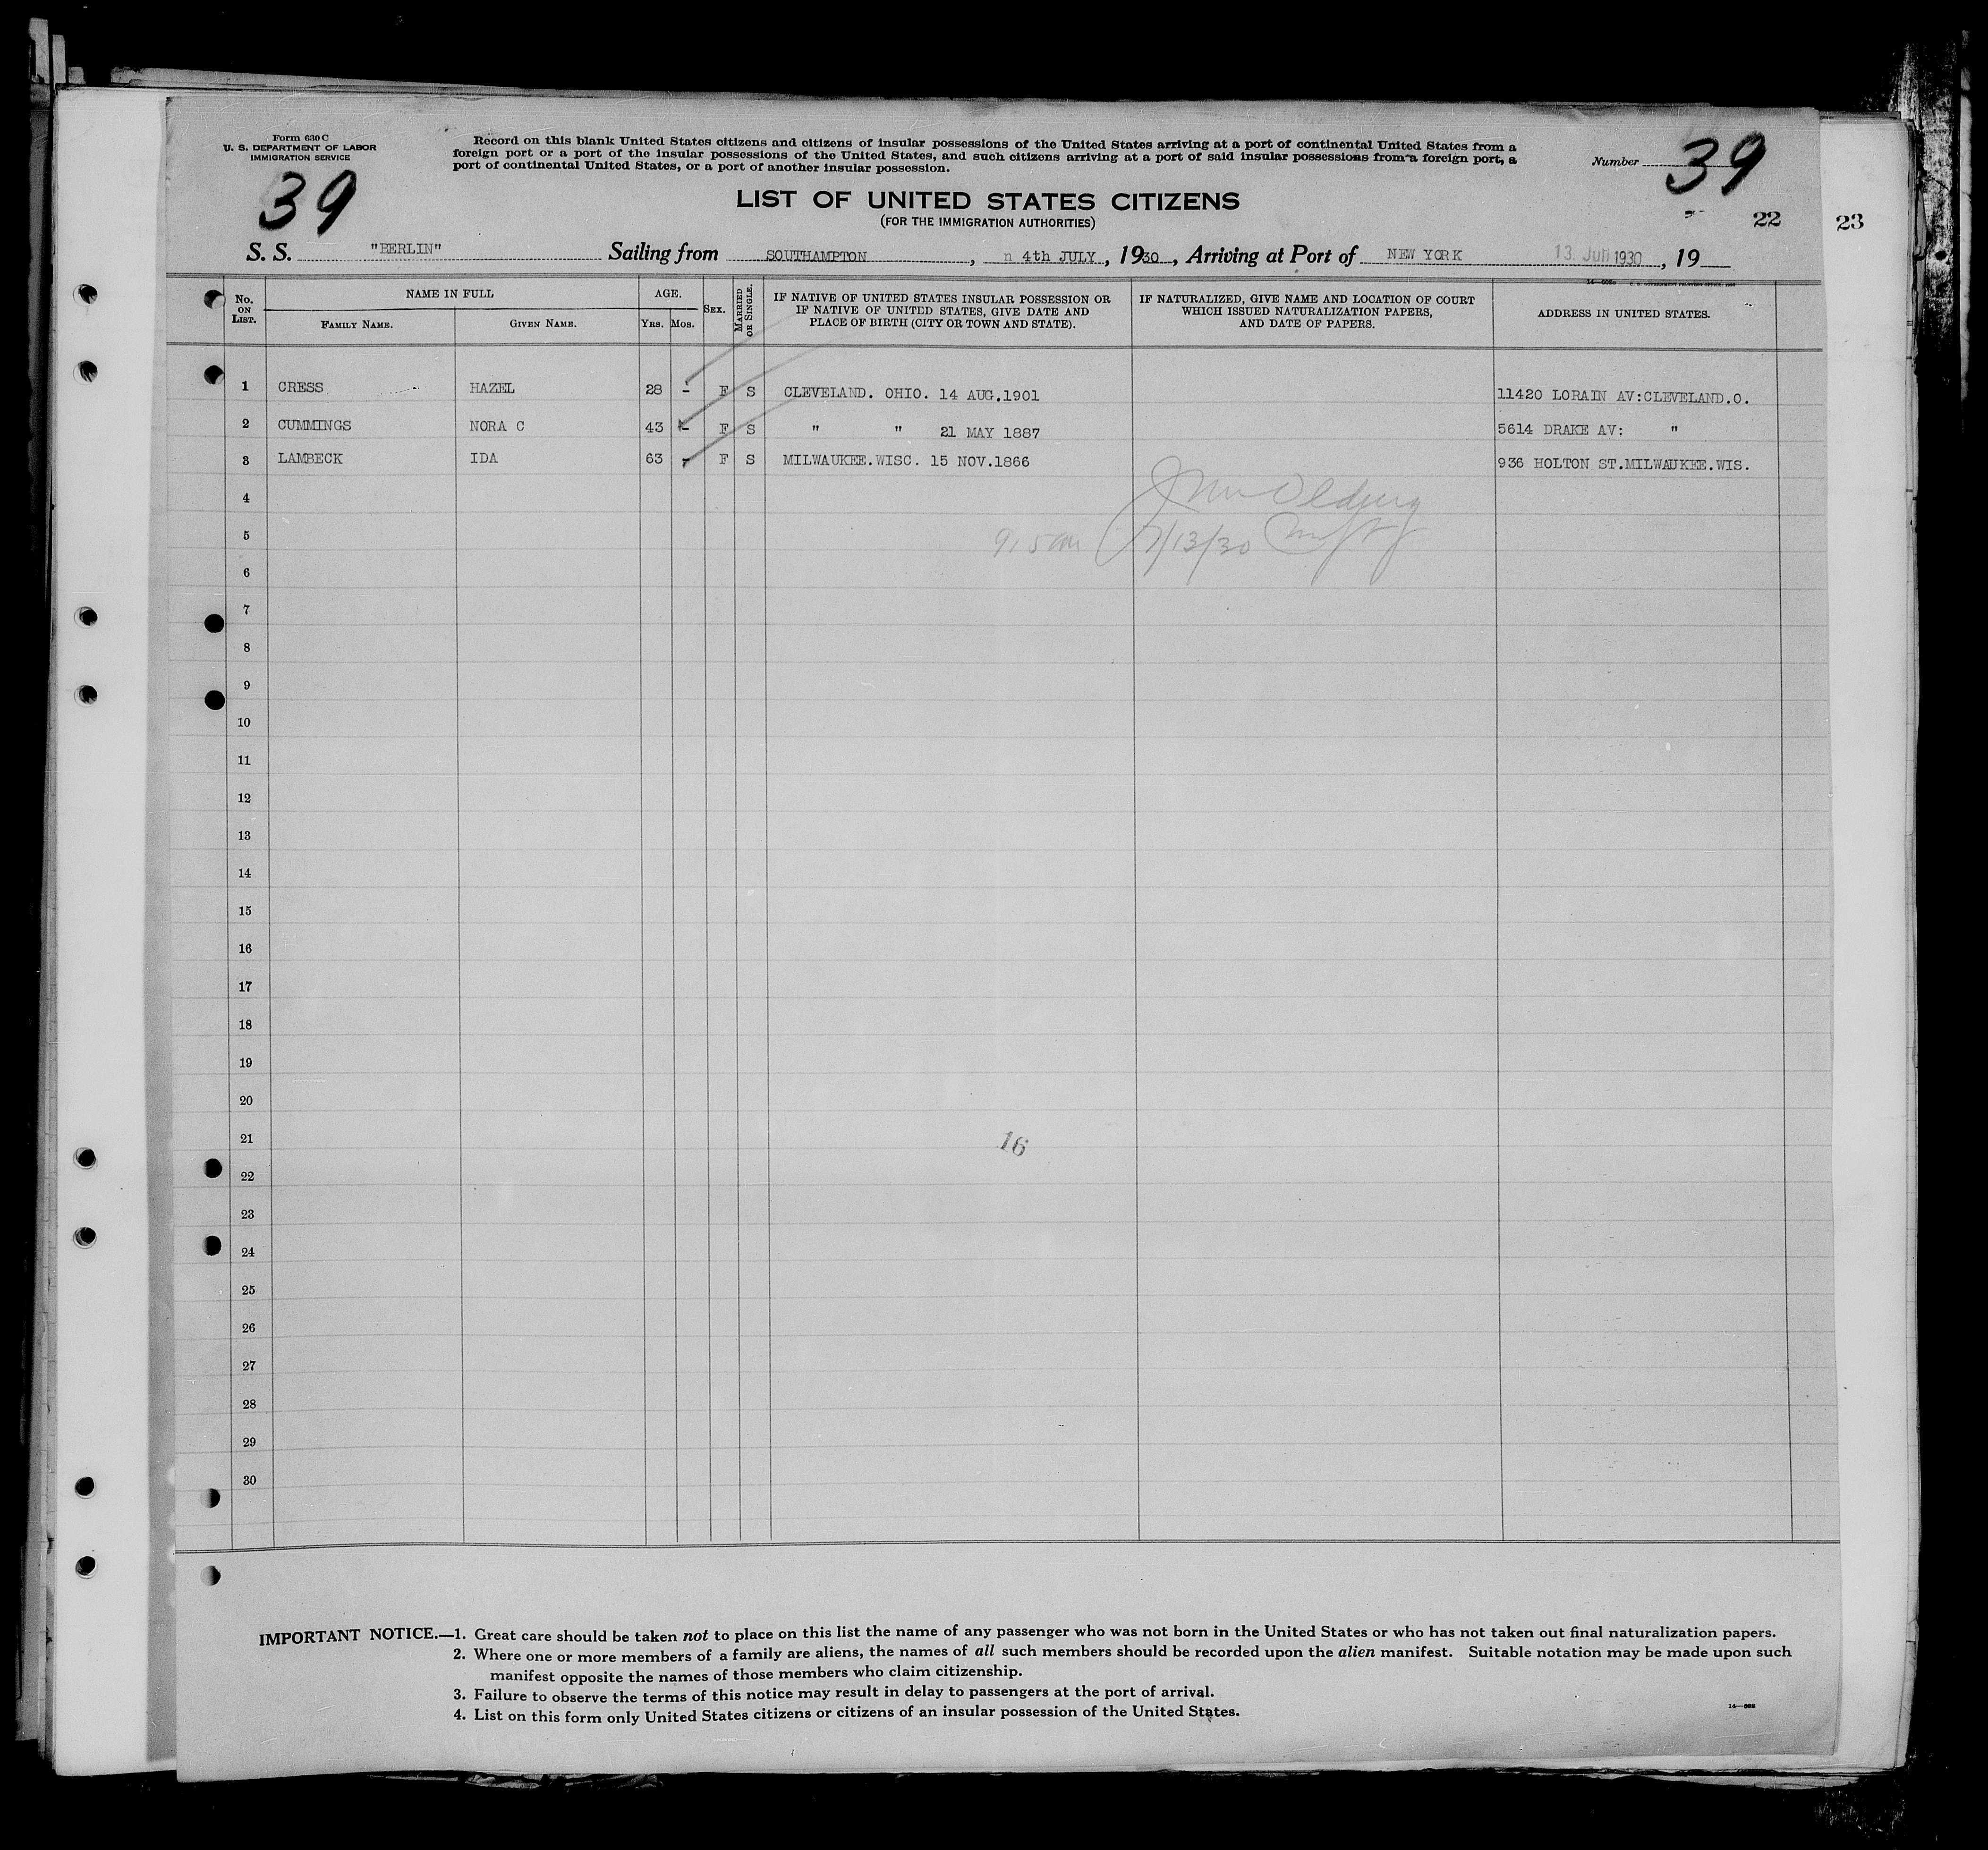 Form 630 C
U. S. DEPARTMENT OF LABOR
IMMIGRATION SERVICE
Record on this blank United States citizens and citizens of insular possessions of the United States arriving at a port of continental United States from a
foreign port or a port of the insular possessions of the United States, and such citizens arriving at a port of said insular possessions from a foreign port, a
port of continental United States, or a port of another insular possession.
Number 39
39
LIST OF UNITED STATES CITIZENS
(FOR THE IMMIGRATION AUTHORITIES)
22
23
S. S. "BERLIN" Sailing from SOUTHAMPTON, 4th JULY, 1930, Arriving at Port of NEW YORK 13 1930, 19
No. ON LIST.
NAME IN FULL
FAMILY NAME. GIVEN NAME.
AGE.
YRS. MOS.
SEX.
MARRIED OR SINGLE.
IF NATIVE OF UNITED STATES INSULAR POSSESSION OR
IF NATIVE OF UNITED STATES, GIVE DATE AND
PLACE OF BIRTH (CITY OR TOWN AND STATE).
IF NATURALIZED, GIVE NAME AND LOCATION OF COURT
WHICH ISSUED NATURALIZATION PAPERS,
AND DATE OF PAPERS.
ADDRESS IN UNITED STATES.
1 CRESS HAZEL 28 - F S CLEVELAND. OHIO. 14 AUG.1901 11420 LORAIN AV:CLEVELAND.O.
2 CUMMINGS NORA C 43 - F S " " 21 MAY 1887 5614 DRAKE AV: "
3 LAMBECK IDA 63 - F S MILWAUKEE.WISC. 15 NOV.1866 936 HOLTON ST.MILWAUKEE.WIS.
4
5 7/13/30
6
7
8
9
10
11
12
13
14
15
16
17
18
19
20
21 16
22
23
24
25
26
27
28
29
30
IMPORTANT NOTICE.—1. Great care should be taken not to place on this list the name of any passenger who was not born in the United States or who has not taken out final naturalization papers.
2. Where one or more members of a family are aliens, the names of all such members should be recorded upon the alien manifest. Suitable notation may be made upon such
manifest opposite the names of those members who claim citizenship.
3. Failure to observe the terms of this notice may result in delay to passengers at the port of arrival.
4. List on this form only United States citizens or citizens of an insular possession of the United States.